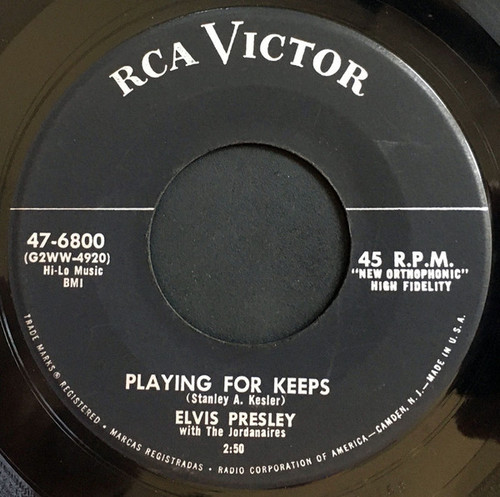 RCA VICTOR
47-6800
(G2WW-4920)
Hi-Lo Music
BMI
45 R.P.M.
"NEW ORTHOPHONIC"
HIGH FIDELITY
PLAYING FOR KEEPS
(Stanley A. Kesler)
ELVIS PRESLEY
with The Jordanaires
2:50
TRADE MARKS ® REGISTERED • MARCAS REGISTRADAS • RADIO CORPORATION OF AMERICA—CAMDEN, N.J.—MADE IN U.S.A.